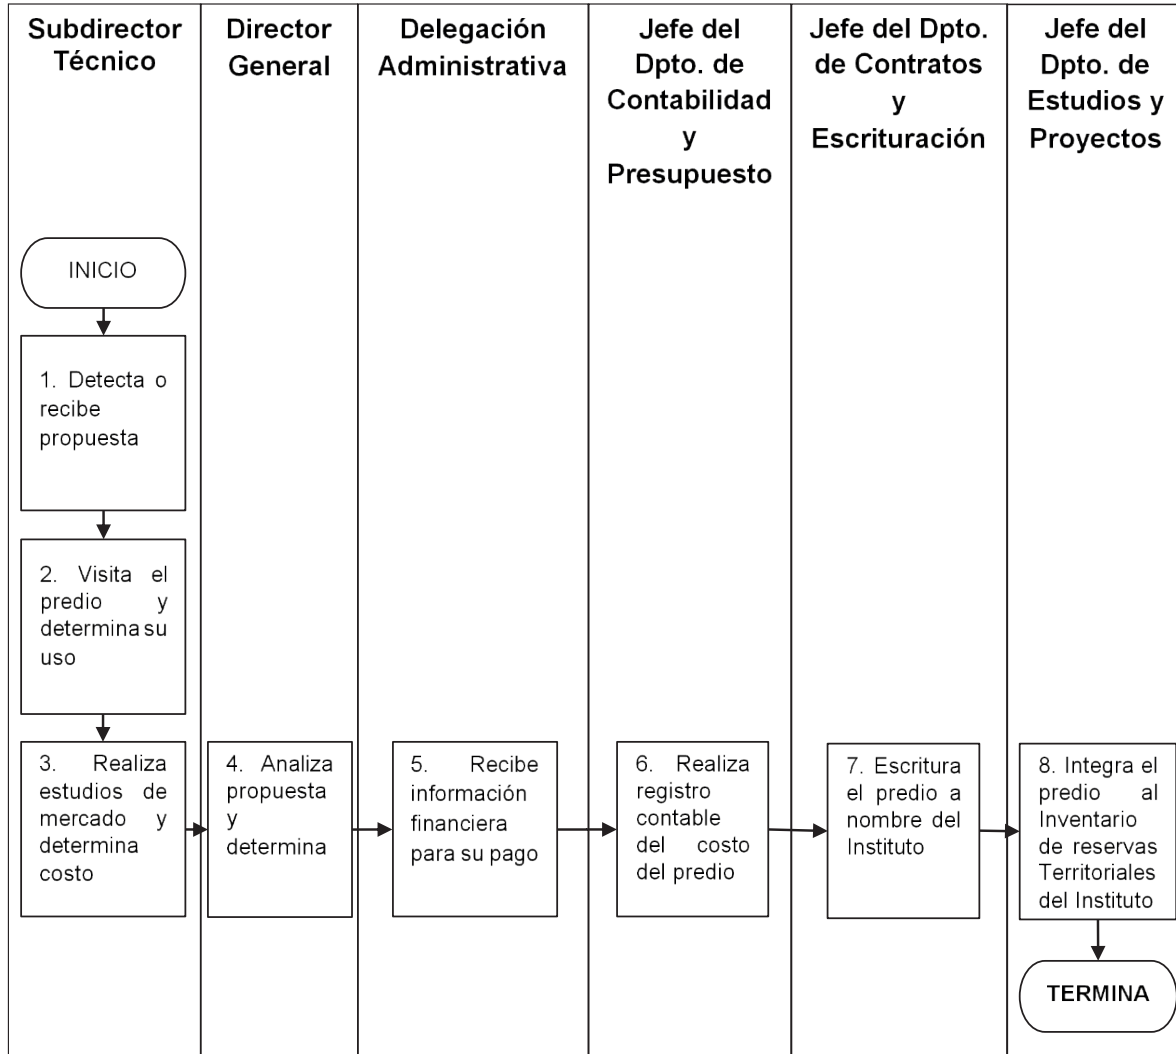 Subdirector
Técnico
Director
General
Delegación
Administrativa
Jefe del
Dpto. de
Contabilidad
y
Presupuesto
Jefe del Dpto.
de Contratos
y
Escrituración
Jefe del
Dpto. de
Estudios y
Proyectos
INICIO
1. Detecta o
recibe
propuesta
2. Visita el
predio y
determina su
uso
3. Realiza
estudios de
mercado y
determina
costo
4. Analiza
propuesta
y
determina
5. Recibe
información
financiera
para su pago
6. Realiza
registro
contable
del costo
del predio
7. Escritura
el predio a
nombre del
Instituto
8. Integra el
predio al
Inventario
de reservas
Territoriales
del Instituto
TERMINA